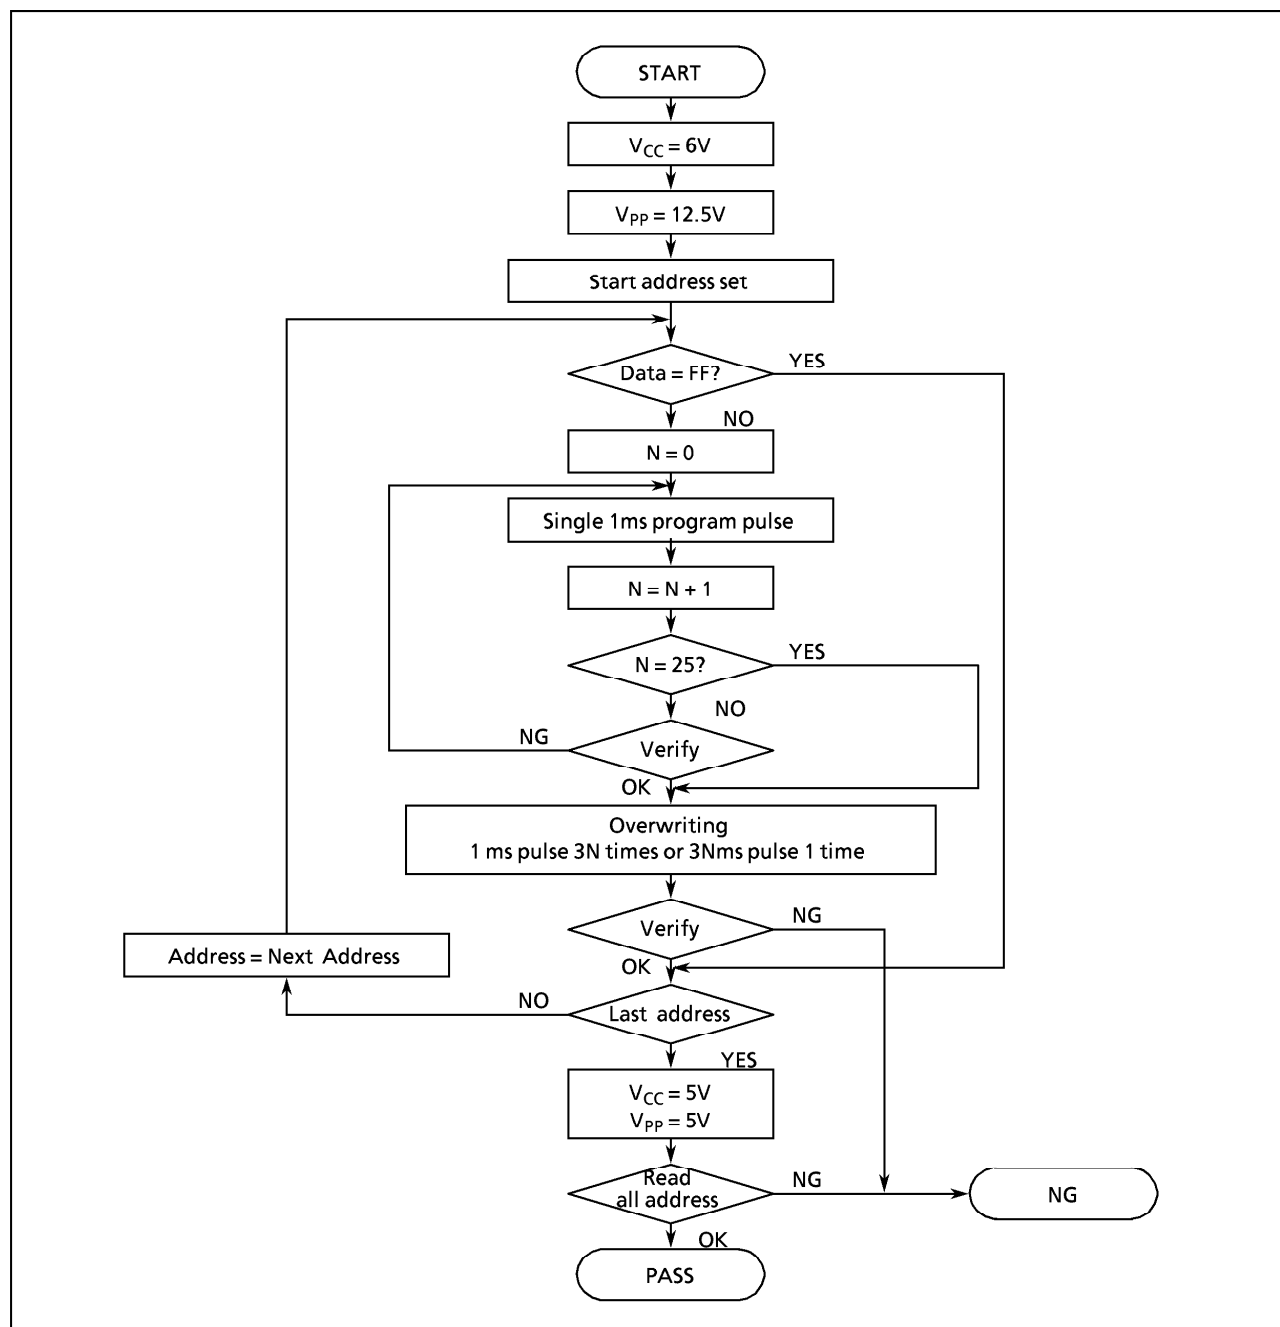 START
VCC = 6V
VPP = 12.5V
Start address set
Data = FF?
YES
NO
N = 0
Single 1ms program pulse
N = N + 1
N = 25?
YES
NO
NG
Verify
OK
Overwriting
1 ms pulse 3N times or 3Nms pulse 1 time
Verify
NG
Address = Next Address
OK
NO
Last address
YES
VCC = 5V
VPP = 5V
Read
all address
NG
NG
OK
PASS